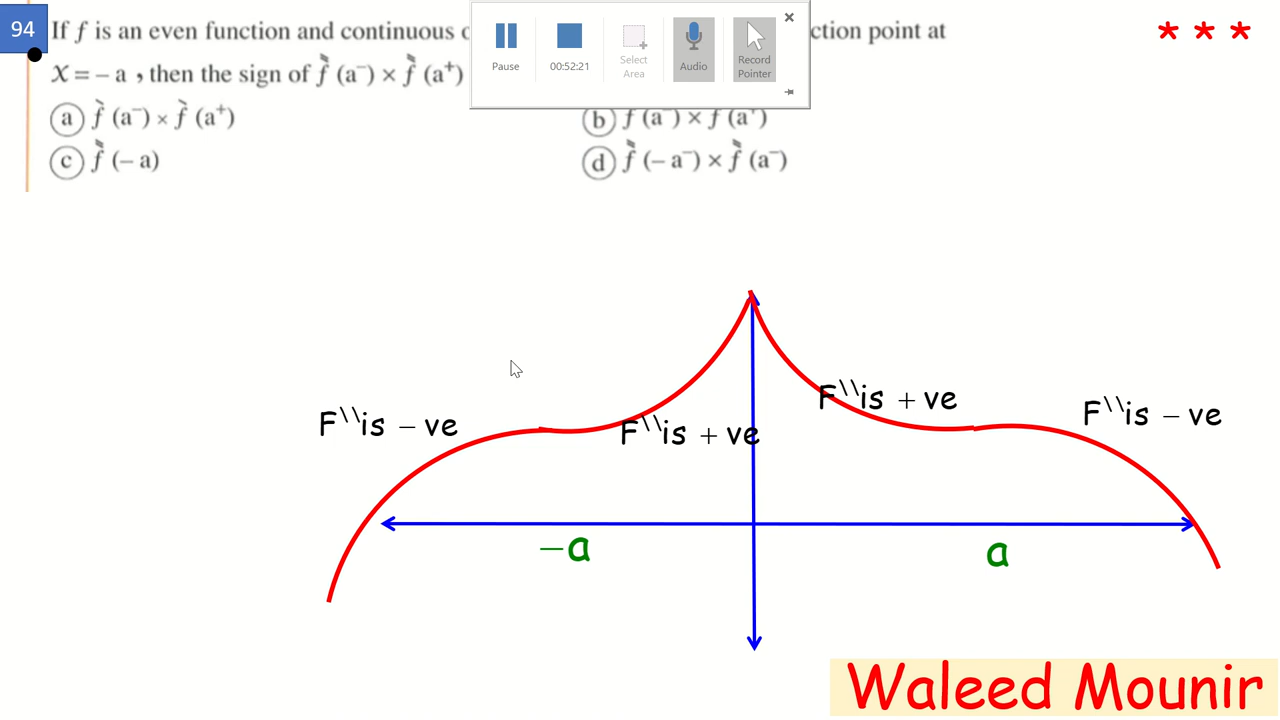 94 If f is an even function and continuous ction point at
* * *
x = – a , then the sign of f̎ (a⁻) × f̎ (a⁺)
(a) f̀ (a⁻) × f̀ (a⁺)
(b) f (a⁻) × f (a⁺)
(c) f̎ (– a)
(d) f̎ (– a⁻) × f̎ (a⁻)
Pause
00:52:21
Select Area
Audio
Record Pointer
F\\is – ve
F\\is + ve
F\\is + ve
F\\is – ve
–a
a
Waleed Mounir